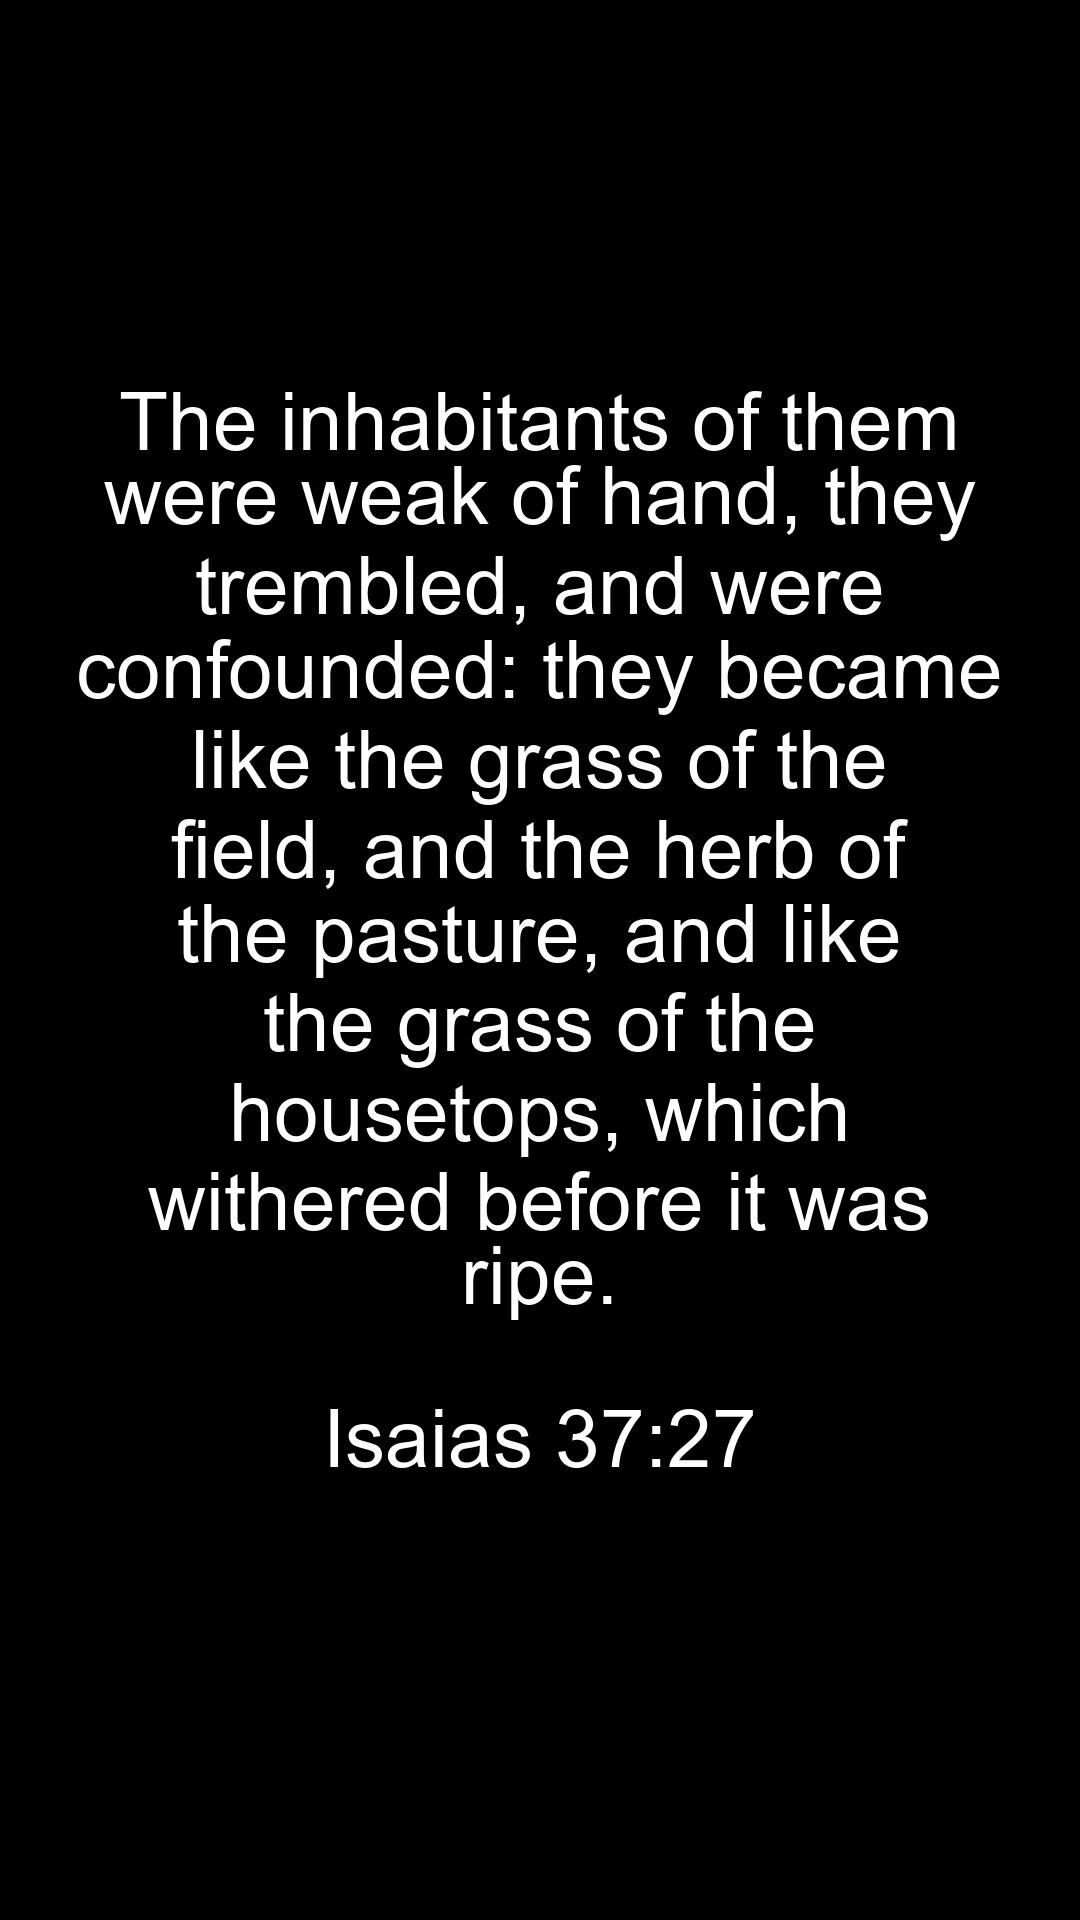 The inhabitants of them
were weak of hand, they
trembled, and were
confounded: they became
like the grass of the
field, and the herb of
the pasture, and like
the grass of the
housetops, which
withered before it was
ripe.
Isaias 37:27